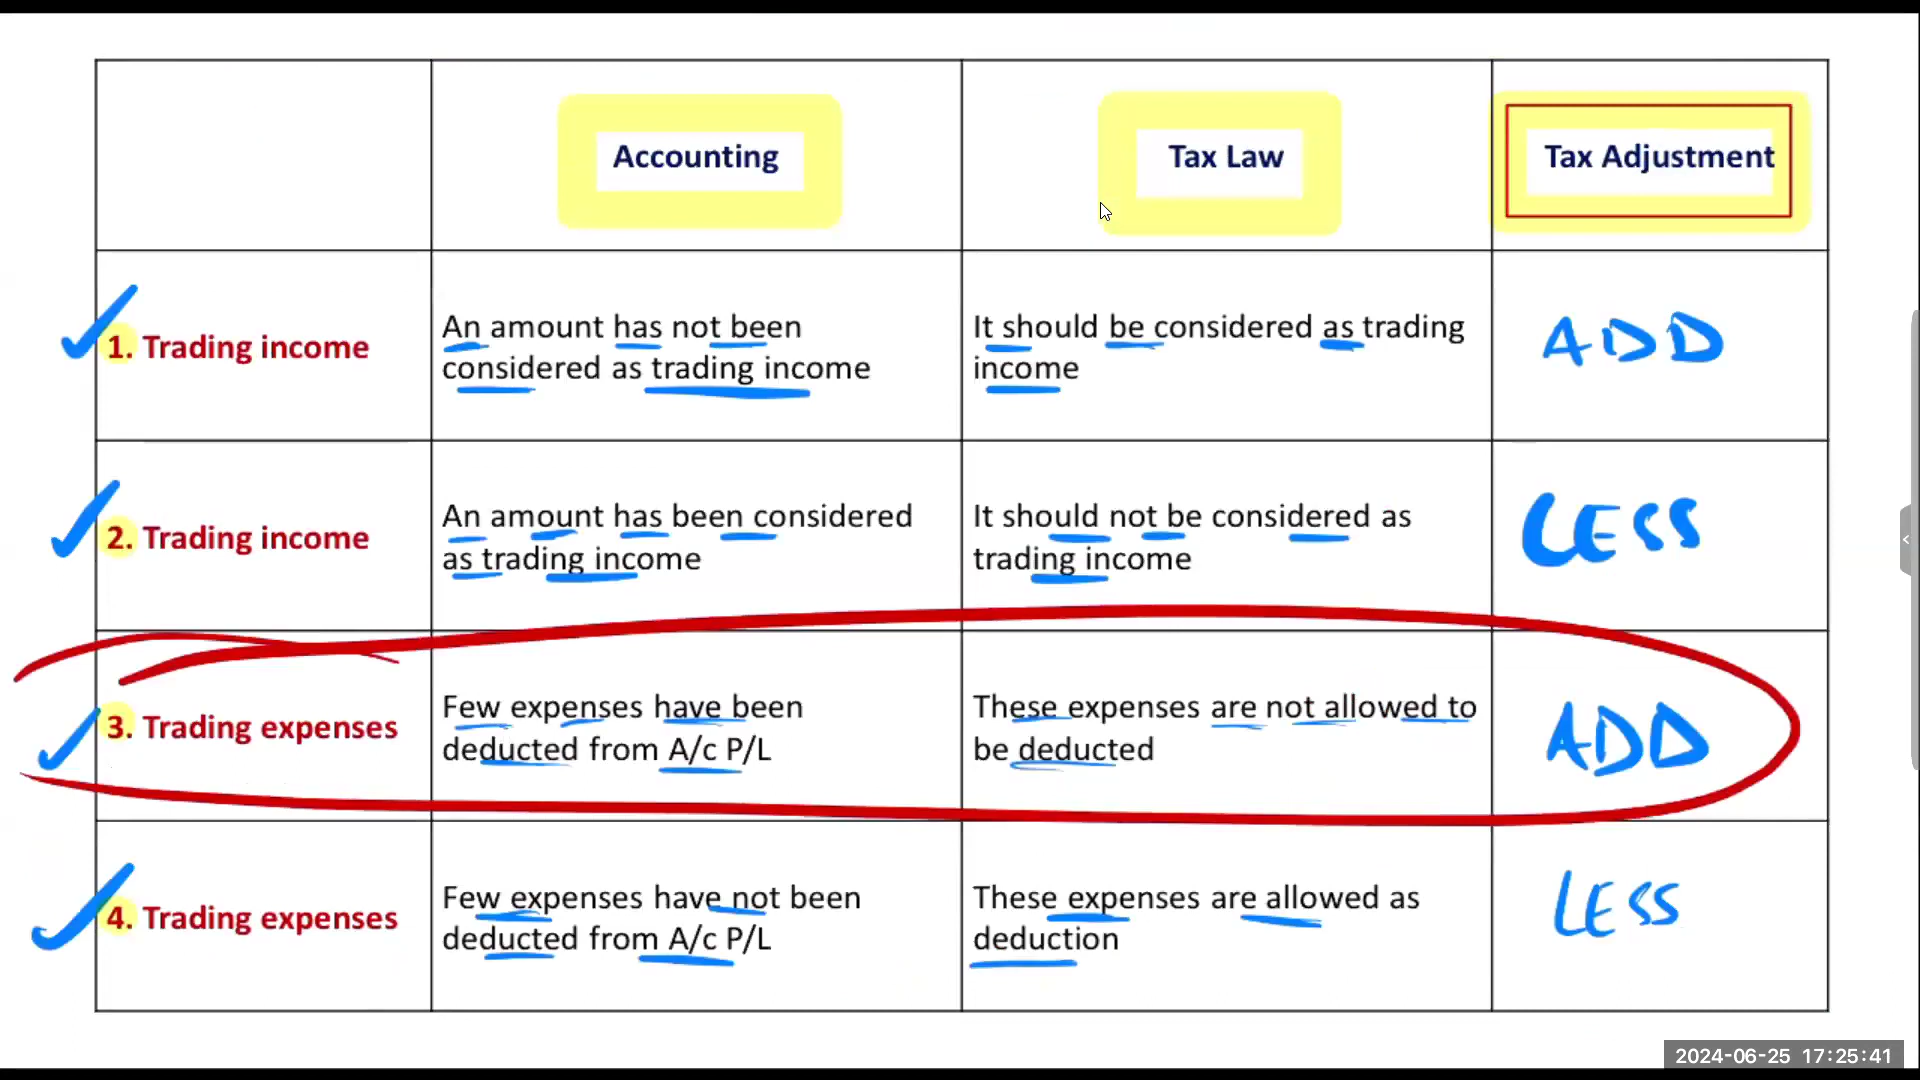 Accounting
Tax Law
Tax Adjustment
1. Trading income
An amount has not been
considered as trading income
It should be considered as trading
income
ADD
2. Trading income
An amount has been considered
as trading income
It should not be considered as
trading income
LESS
3. Trading expenses
Few expenses have been
deducted from A/c P/L
These expenses are not allowed to
be deducted
ADD
4. Trading expenses
Few expenses have not been
deducted from A/c P/L
These expenses are allowed as
deduction
LESS
2024-06-25 17:25:41